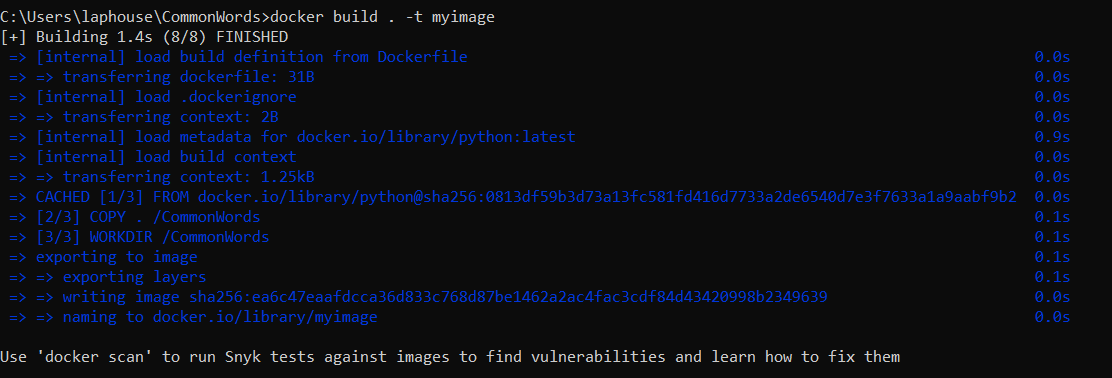 C:\Users\laphouse\CommonWords>docker build . -t myimage
[+] Building 1.4s (8/8) FINISHED
=> [internal] load build definition from Dockerfile 0.0s
=> => transferring dockerfile: 31B 0.0s
=> [internal] load .dockerignore 0.0s
=> => transferring context: 2B 0.0s
=> [internal] load metadata for docker.io/library/python:latest 0.9s
=> [internal] load build context 0.0s
=> => transferring context: 1.25kB 0.0s
=> CACHED [1/3] FROM docker.io/library/python@sha256:0813df59b3d73a13fc581fd416d7733a2de6540d7e3f7633a1a9aabf9b2 0.0s
=> [2/3] COPY . /CommonWords 0.1s
=> [3/3] WORKDIR /CommonWords 0.1s
=> exporting to image 0.1s
=> => exporting layers 0.1s
=> => writing image sha256:ea6c47eaafdcca36d833c768d87be1462a2ac4fac3cdf84d43420998b2349639 0.0s
=> => naming to docker.io/library/myimage 0.0s
Use 'docker scan' to run Snyk tests against images to find vulnerabilities and learn how to fix them